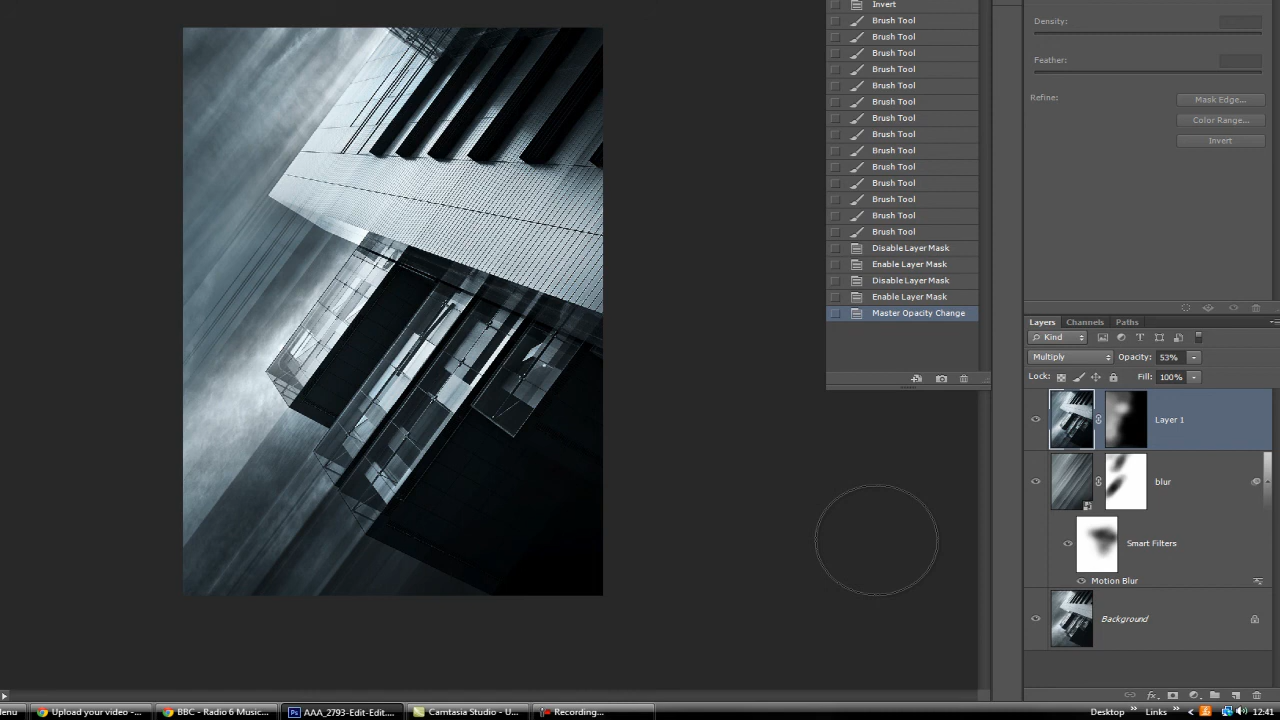 Invert
Brush Tool
Brush Tool
Brush Tool
Brush Tool
Brush Tool
Brush Tool
Brush Tool
Brush Tool
Brush Tool
Brush Tool
Brush Tool
Brush Tool
Brush Tool
Brush Tool
Disable Layer Mask
Enable Layer Mask
Disable Layer Mask
Enable Layer Mask
Master Opacity Change
Density:
Feather:
Refine:
Mask Edge...
Color Range...
Invert
Layers Channels Paths
Kind
Multiply Opacity: 53%
Lock: Fill: 100%
Layer 1
blur
Smart Filters
Motion Blur
Background
Menu Upload your video -... BBC - Radio 6 Music... AAA_2793-Edit-Edit.... Camtasia Studio - U... Recording... Desktop Links 12:41